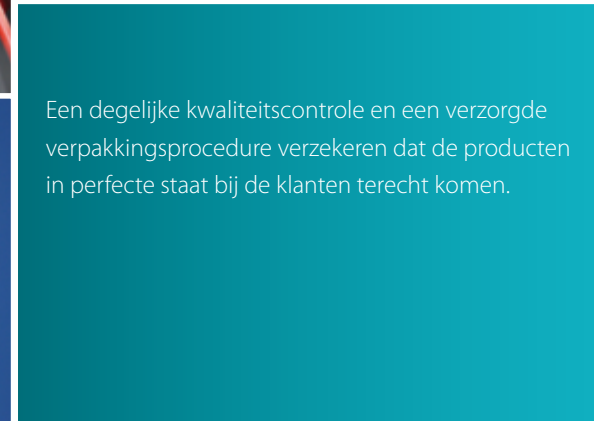 Een degelijke kwaliteitscontrole en een verzorgde
verpakkingsprocedure verzekeren dat de producten
in perfecte staat bij de klanten terecht komen.